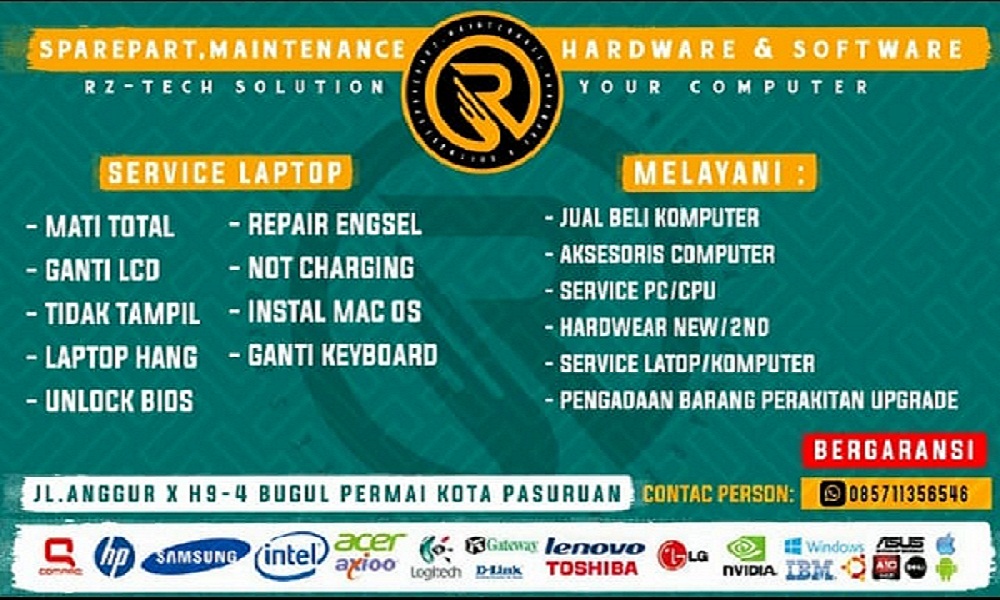 SPAREPART,MAINTENANCE
HARDWARE & SOFTWARE
RZ-TECH SOLUTION
YOUR COMPUTER
SERVICE LAPTOP
- MATI TOTAL
- GANTI LCD
- TIDAK TAMPIL
- LAPTOP HANG
- UNLOCK BIOS
- REPAIR ENGSEL
- NOT CHARGING
- INSTAL MAC OS
- GANTI KEYBOARD
MELAYANI :
- JUAL BELI KOMPUTER
- AKSESORIS COMPUTER
- SERVICE PC/CPU
- HARDWEAR NEW/2ND
- SERVICE LATOP/KOMPUTER
- PENGADAAN BARANG PERAKITAN UPGRADE
BERGARANSI
JL.ANGGUR X H9-4 BUGUL PERMAI KOTA PASURUAN
CONTAC PERSON:
085711356546
COMPAQ
hp
SAMSUNG
intel
acer
axioo
Logitech
Gateway
D-Link
lenovo
TOSHIBA
LG
NVIDIA
Windows
IBM
ASUS
A10
DELL